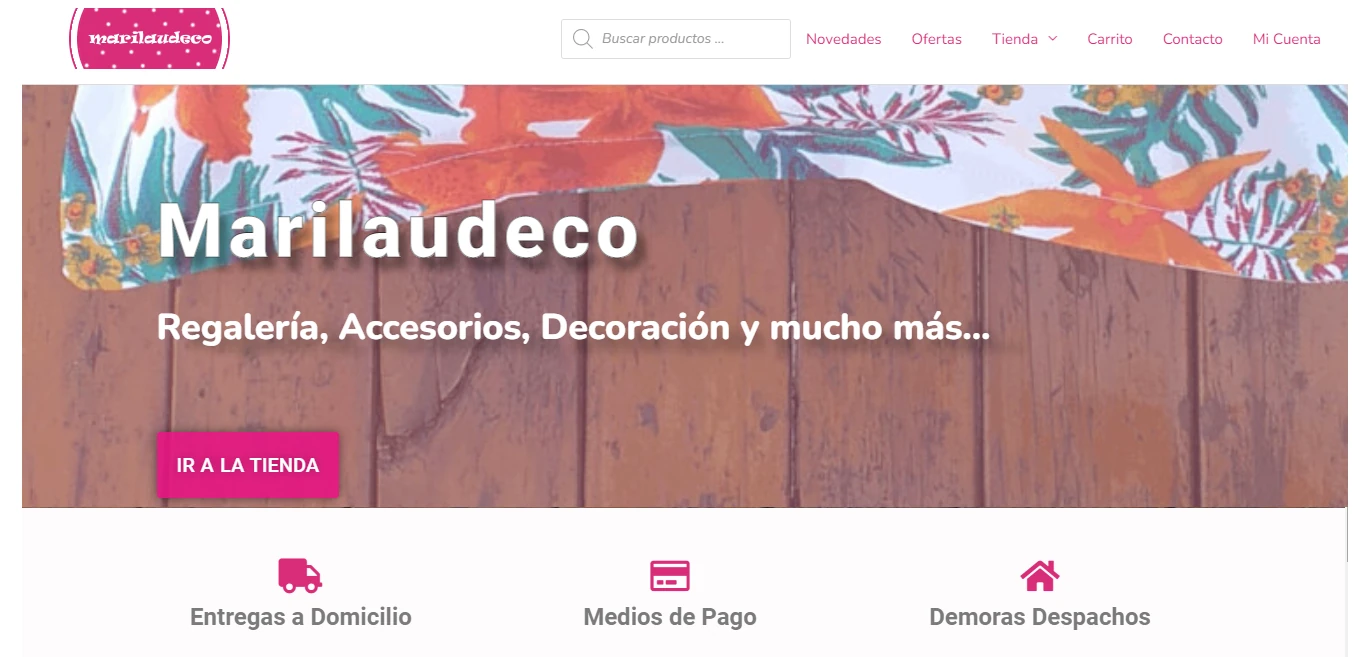 marilaudeco
Buscar productos ...
Novedades
Ofertas
Tienda
Carrito
Contacto
Mi Cuenta
Marilaudeco
Regalería, Accesorios, Decoración y mucho más...
IR A LA TIENDA
Entregas a Domicilio
Medios de Pago
Demoras Despachos